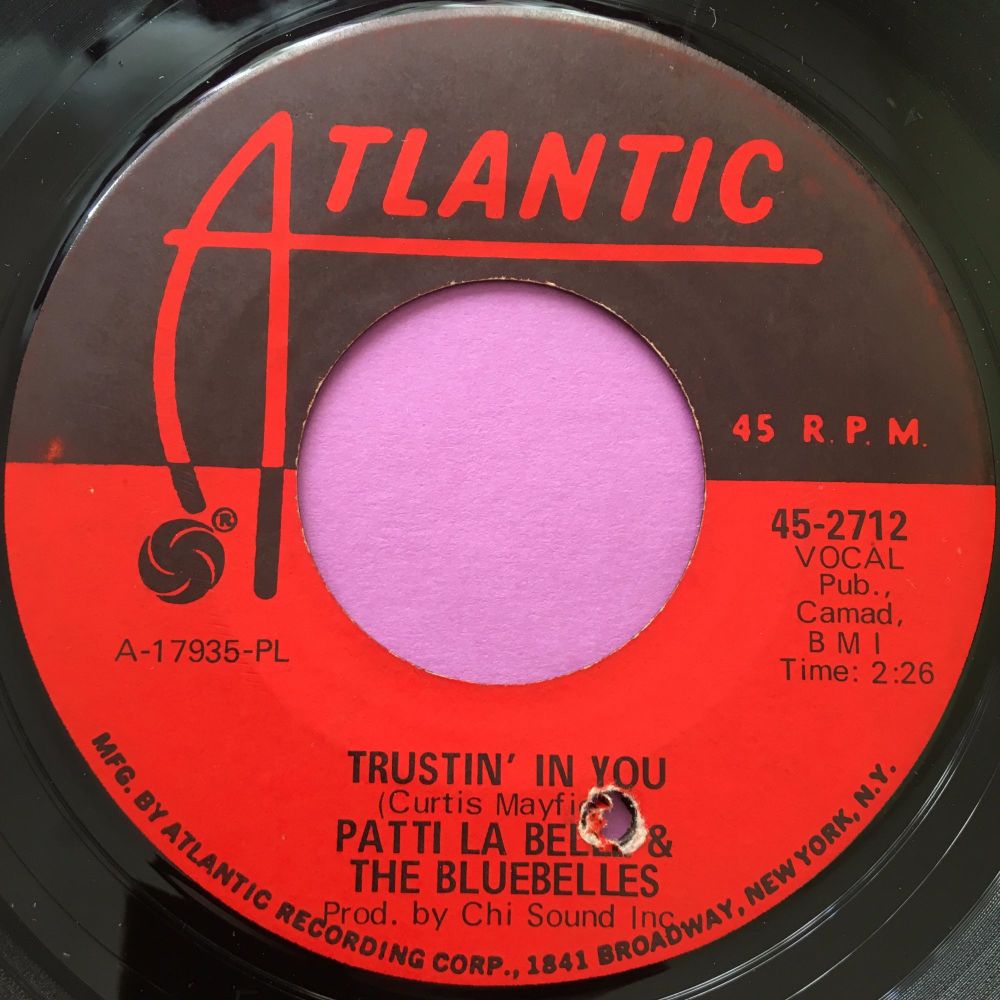 ATLANTIC
45 R.P.M.
®
45-2712
VOCAL
Pub.,
Camad,
B M I
Time: 2:26
A-17935-PL
TRUSTIN' IN YOU
(Curtis
PATTI LA &
THE BLUEBELLES
Prod. by Chi Sound Inc.
MFG. BY ATLANTIC RECORDING CORP., 1841 BROADWAY, NEW YORK, N.Y.